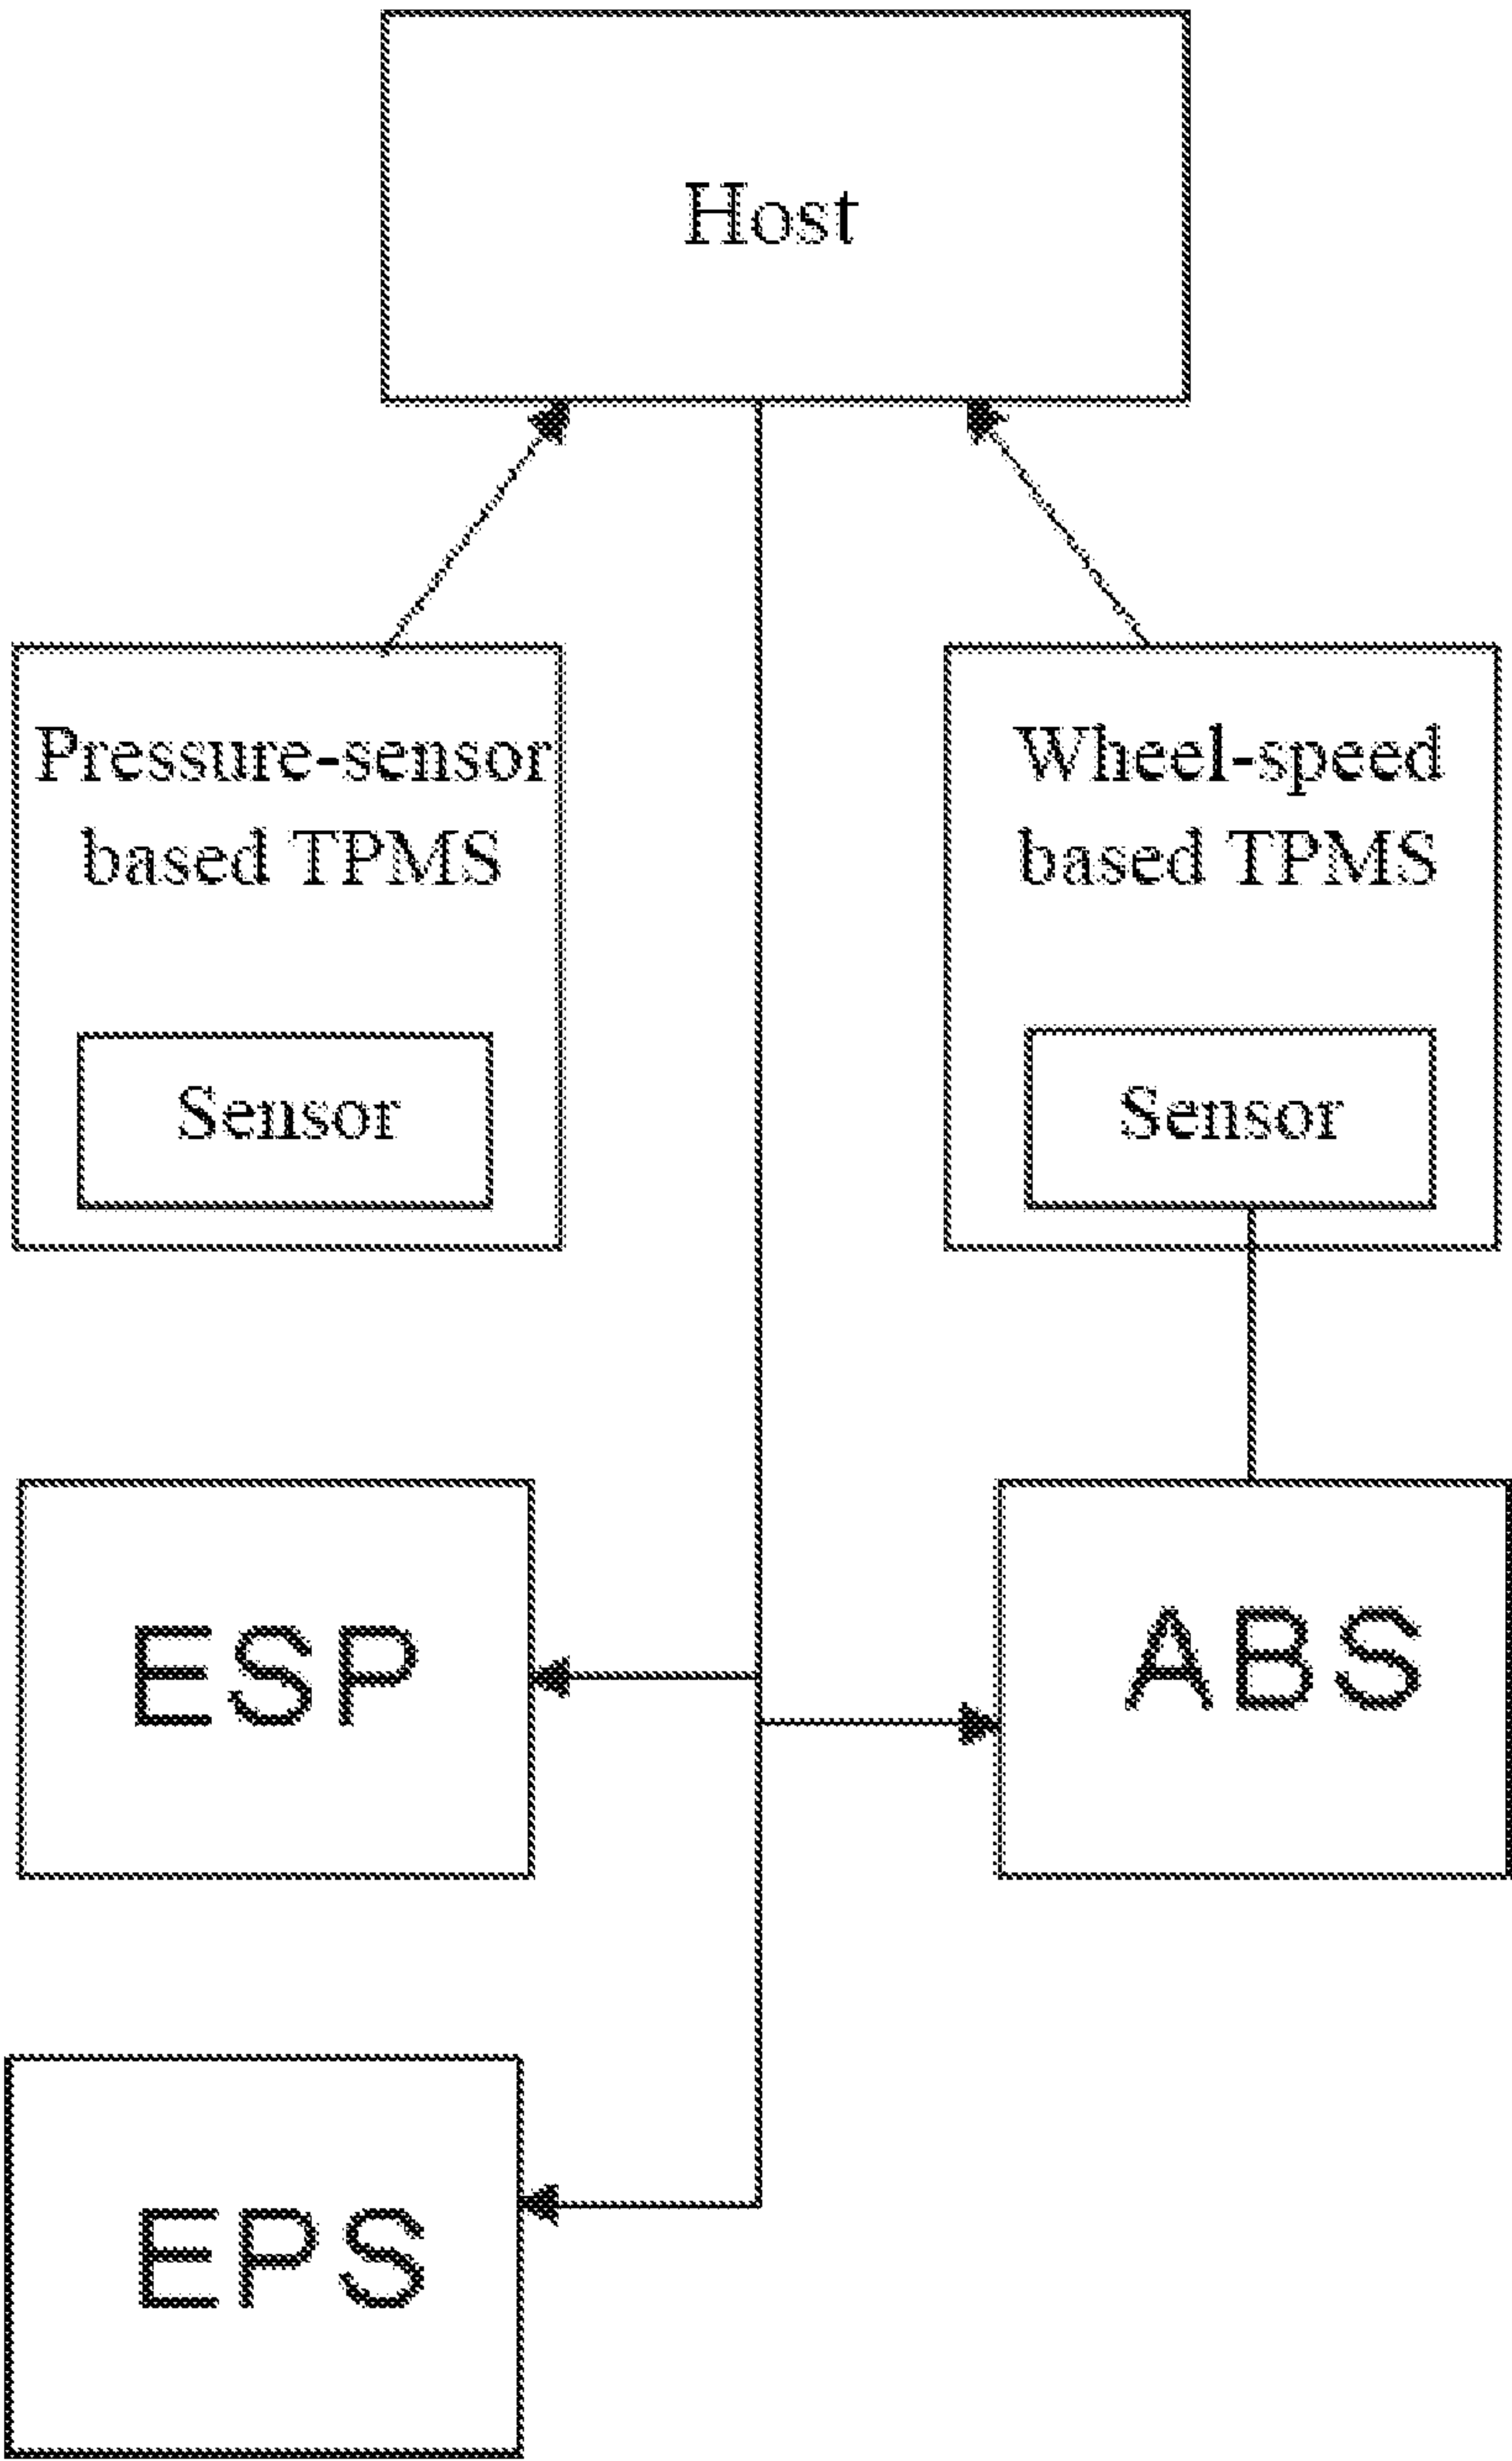 Host
Pressure-sensor
based TPMS
Sensor
Wheel-speed
based TPMS
Sensor
ESP
ABS
EPS